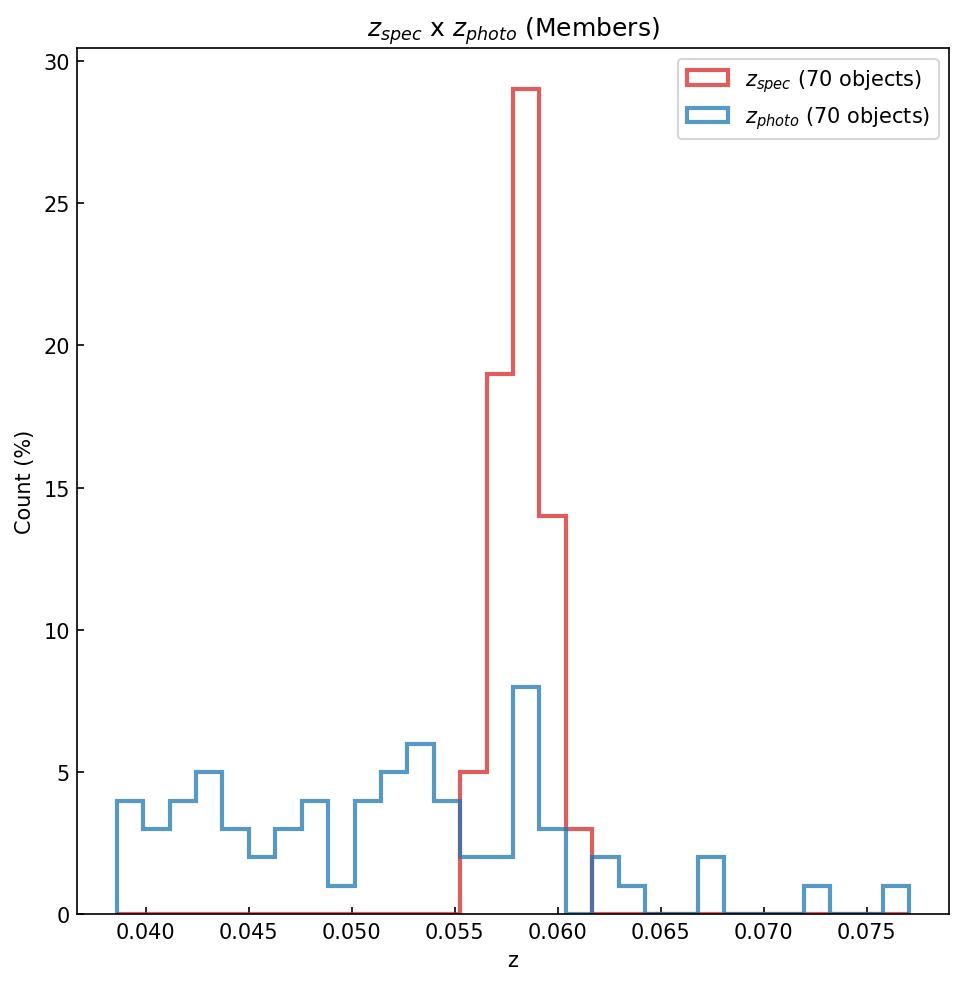 z_spec x z_photo (Members)
z_spec (70 objects)
z_photo (70 objects)
Count (%)
30
25
20
15
10
5
0
0.040 0.045 0.050 0.055 0.060 0.065 0.070 0.075
z